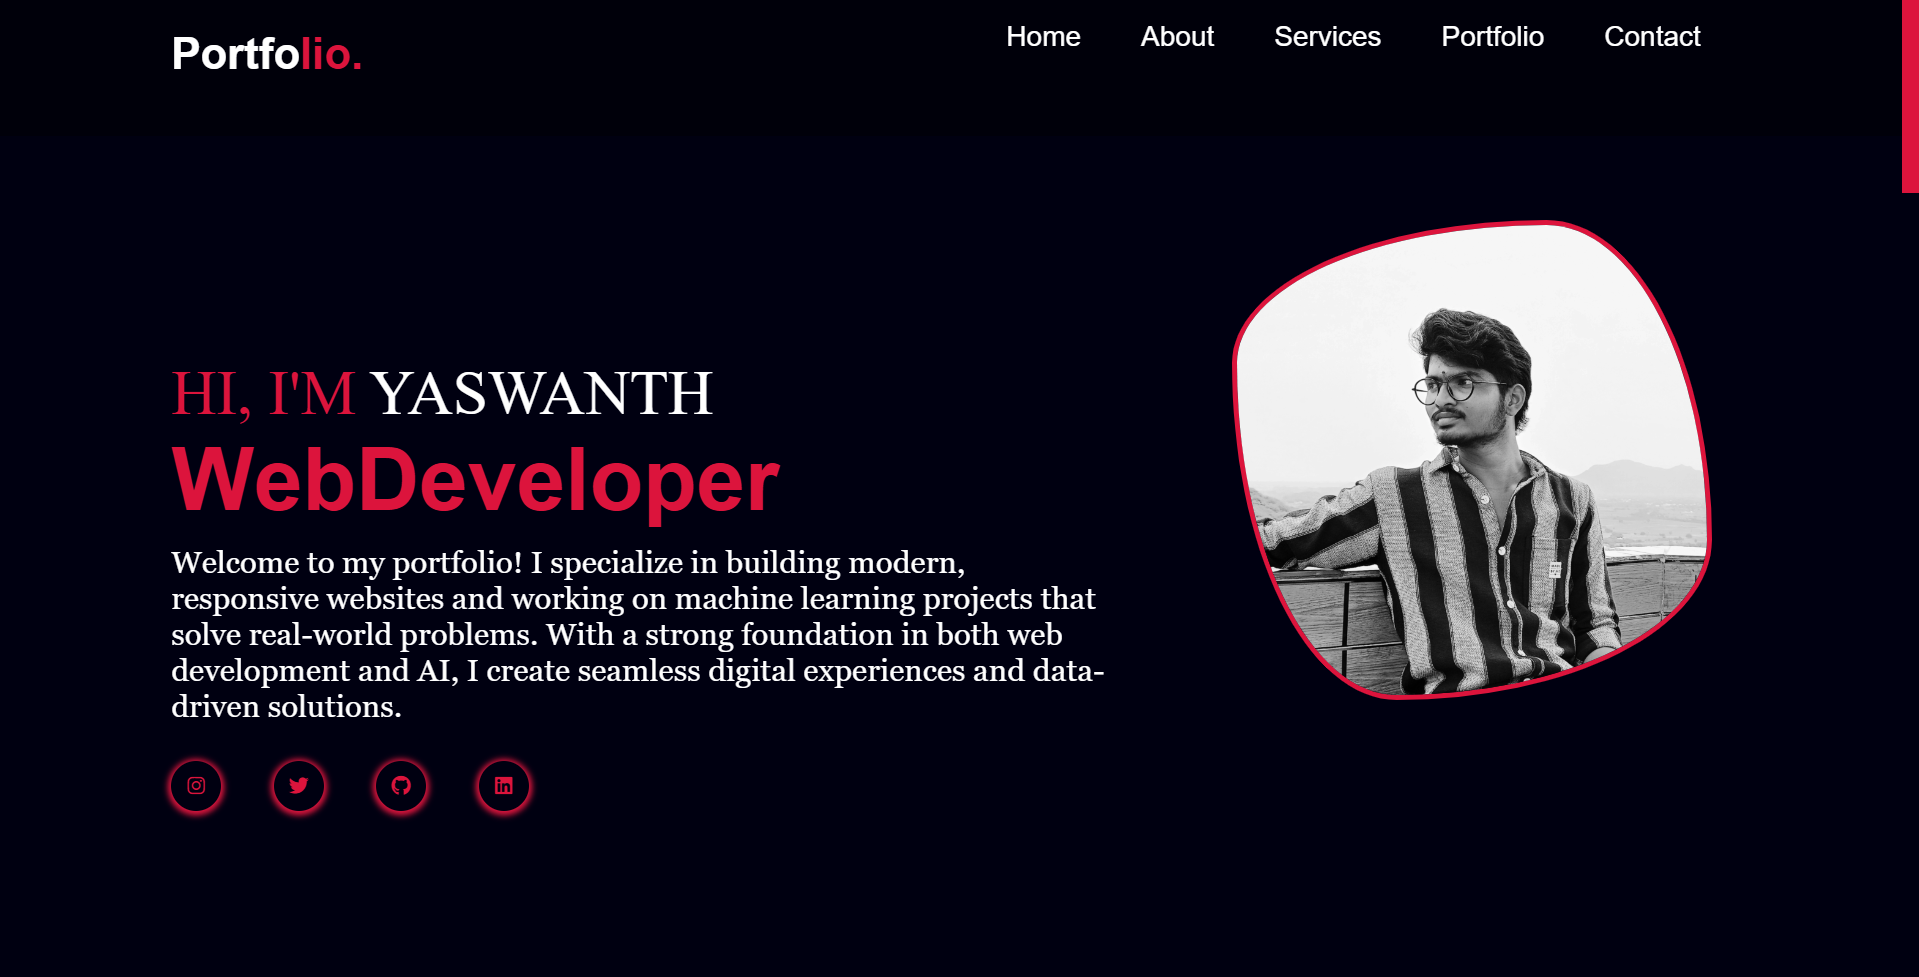 Portfolio.
Home About Services Portfolio Contact
HI, I'M YASWANTH
WebDeveloper
Welcome to my portfolio! I specialize in building modern,
responsive websites and working on machine learning projects that
solve real-world problems. With a strong foundation in both web
development and AI, I create seamless digital experiences and data-
driven solutions.